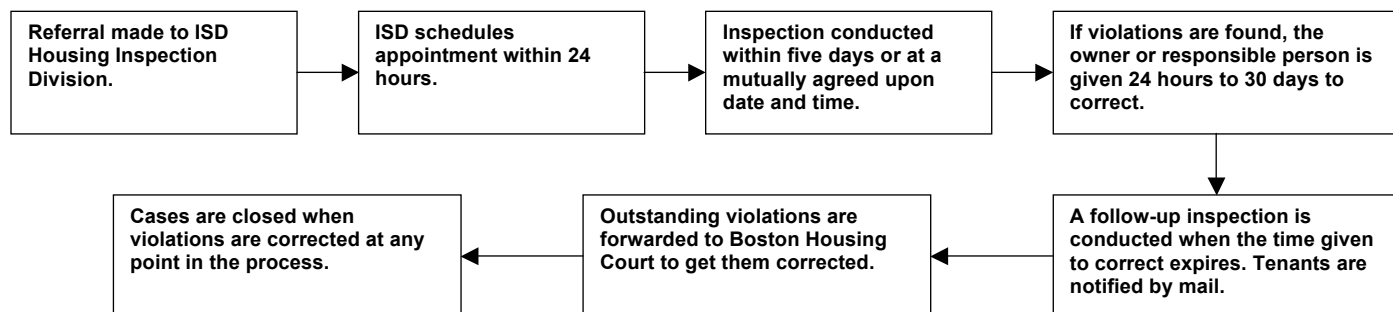 Referral made to ISD
Housing Inspection
Division.
ISD schedules
appointment within 24
hours.
Inspection conducted
within five days or at a
mutually agreed upon
date and time.
If violations are found, the
owner or responsible person is
given 24 hours to 30 days to
correct.
A follow-up inspection is
conducted when the time given
to correct expires. Tenants are
notified by mail.
Outstanding violations are
forwarded to Boston Housing
Court to get them corrected.
Cases are closed when
violations are corrected at any
point in the process.